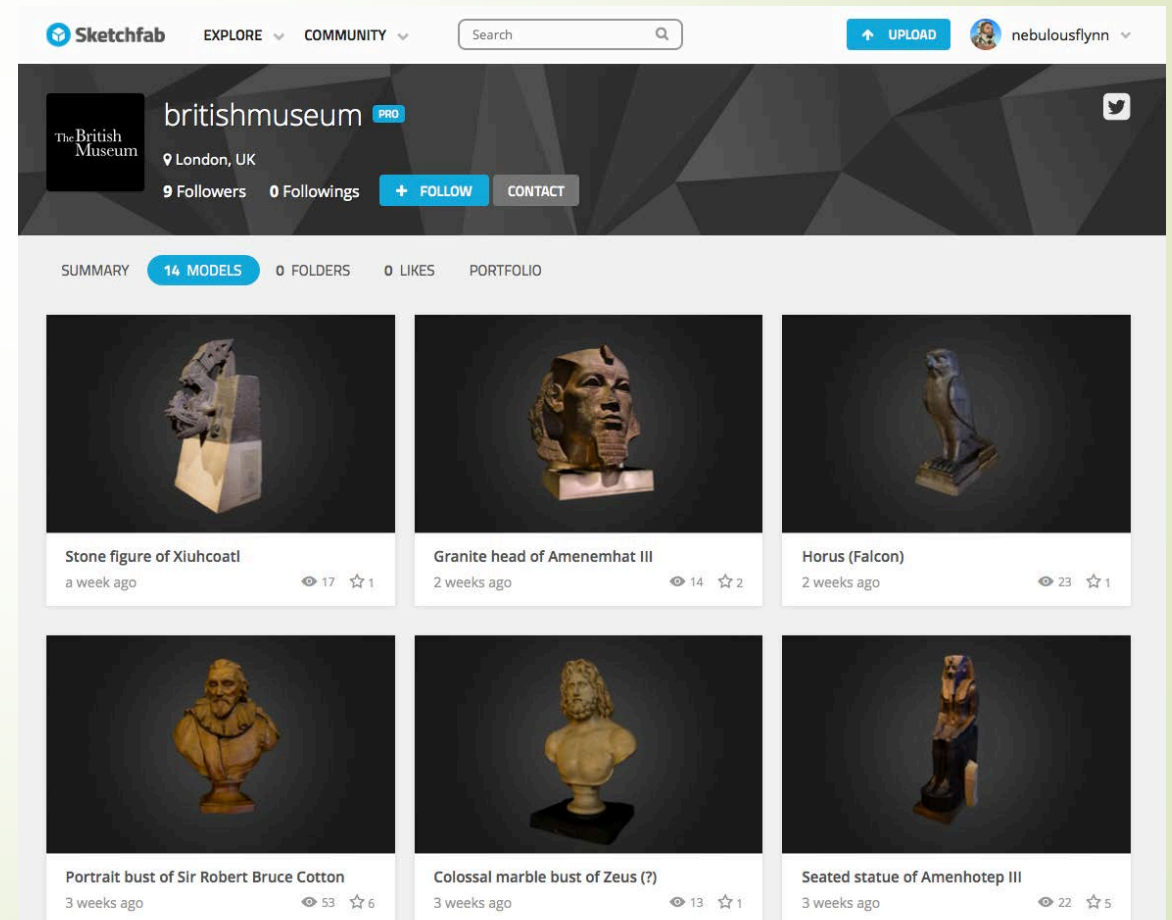 Sketchfab EXPLORE COMMUNITY Search UPLOAD nebulousflynn
The British
Museum
britishmuseum PRO
London, UK
9 Followers 0 Followings + FOLLOW CONTACT
SUMMARY 14 MODELS 0 FOLDERS 0 LIKES PORTFOLIO
Stone figure of Xiuhcoatl
a week ago 17 1
Granite head of Amenemhat III
2 weeks ago 14 2
Horus (Falcon)
2 weeks ago 23 1
Portrait bust of Sir Robert Bruce Cotton
3 weeks ago 53 6
Colossal marble bust of Zeus (?)
3 weeks ago 13 1
Seated statue of Amenhotep III
3 weeks ago 22 5